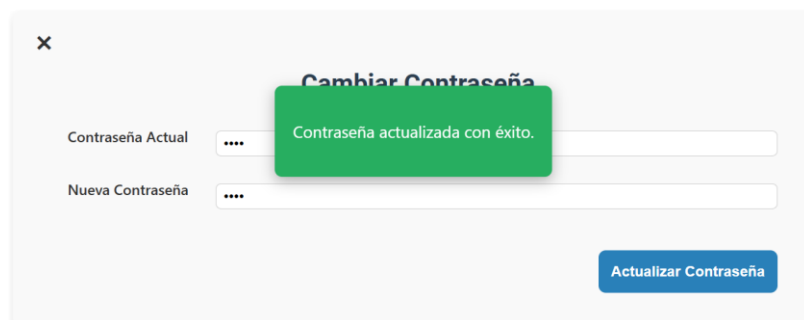 ×
Cambiar Contraseña
Contraseña actualizada con éxito.
Contraseña Actual ••••
Nueva Contraseña ••••
Actualizar Contraseña